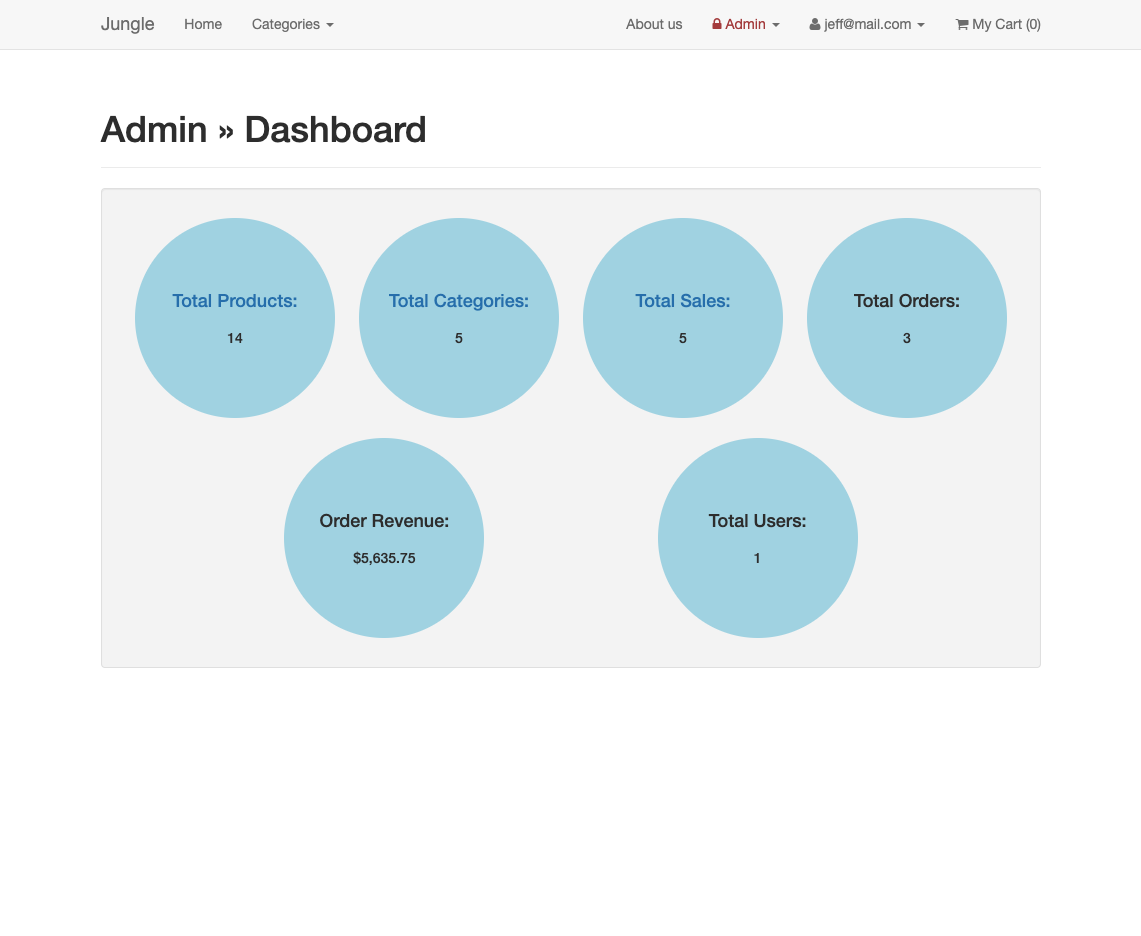 Jungle Home Categories About us Admin jeff@mail.com My Cart (0)
Admin » Dashboard
Total Products:
14
Total Categories:
5
Total Sales:
5
Total Orders:
3
Order Revenue:
$5,635.75
Total Users:
1